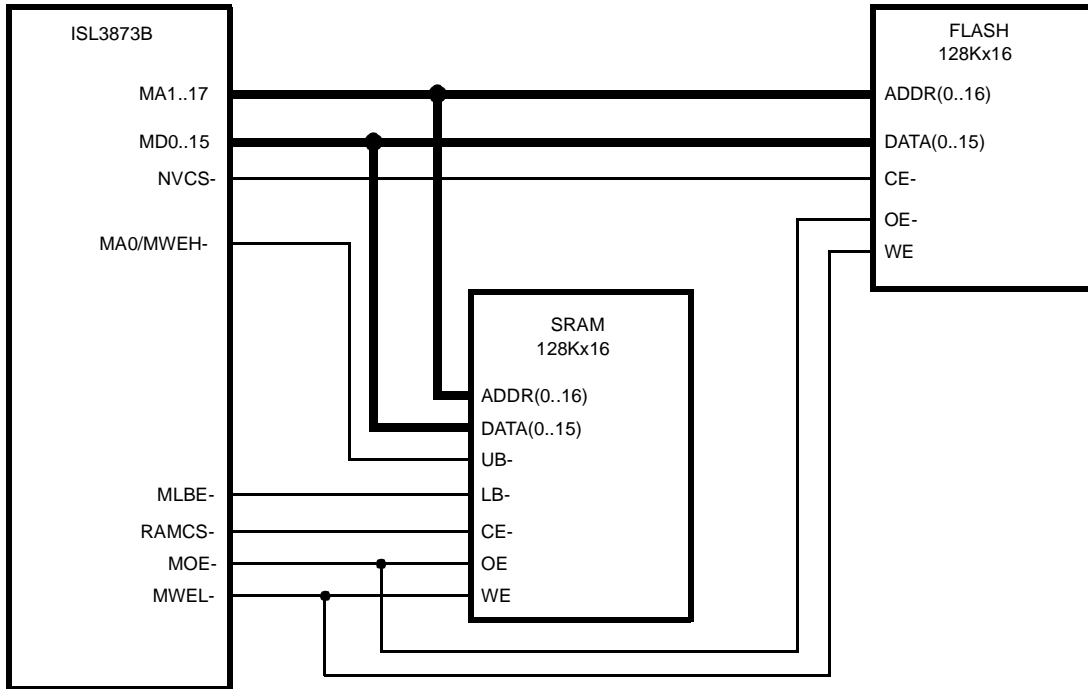 ISL3873B
MA1..17
MD0..15
NVCS-
MA0/MWEH-
MLBE-
RAMCS-
MOE-
MWEL-
SRAM
128Kx16
ADDR(0..16)
DATA(0..15)
UB-
LB-
CE-
OE
WE
FLASH
128Kx16
ADDR(0..16)
DATA(0..15)
CE-
OE-
WE